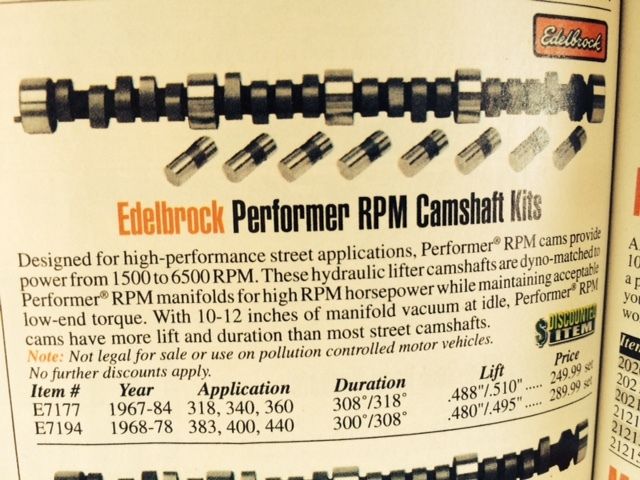 Edelbrock
Edelbrock Performer RPM Camshaft Kits
Designed for high-performance street applications, Performer® RPM cams provide
power from 1500 to 6500 RPM. These hydraulic lifter camshafts are dyno-matched to
Performer® RPM manifolds for high RPM horsepower while maintaining acceptable
low-end torque. With 10-12 inches of manifold vacuum at idle, Performer® RPM
cams have more lift and duration than most street camshafts.
$ DISCOUNTED ITEM
Note: Not legal for sale or use on pollution controlled motor vehicles.
No further discounts apply.
Item # Year Application Duration Lift Price
E7177 1967-84 318, 340, 360 308°/318° .488"/.510" ..... 249.99 set
E7194 1968-78 383, 400, 440 300°/308° .480"/.495" ..... 289.99 set